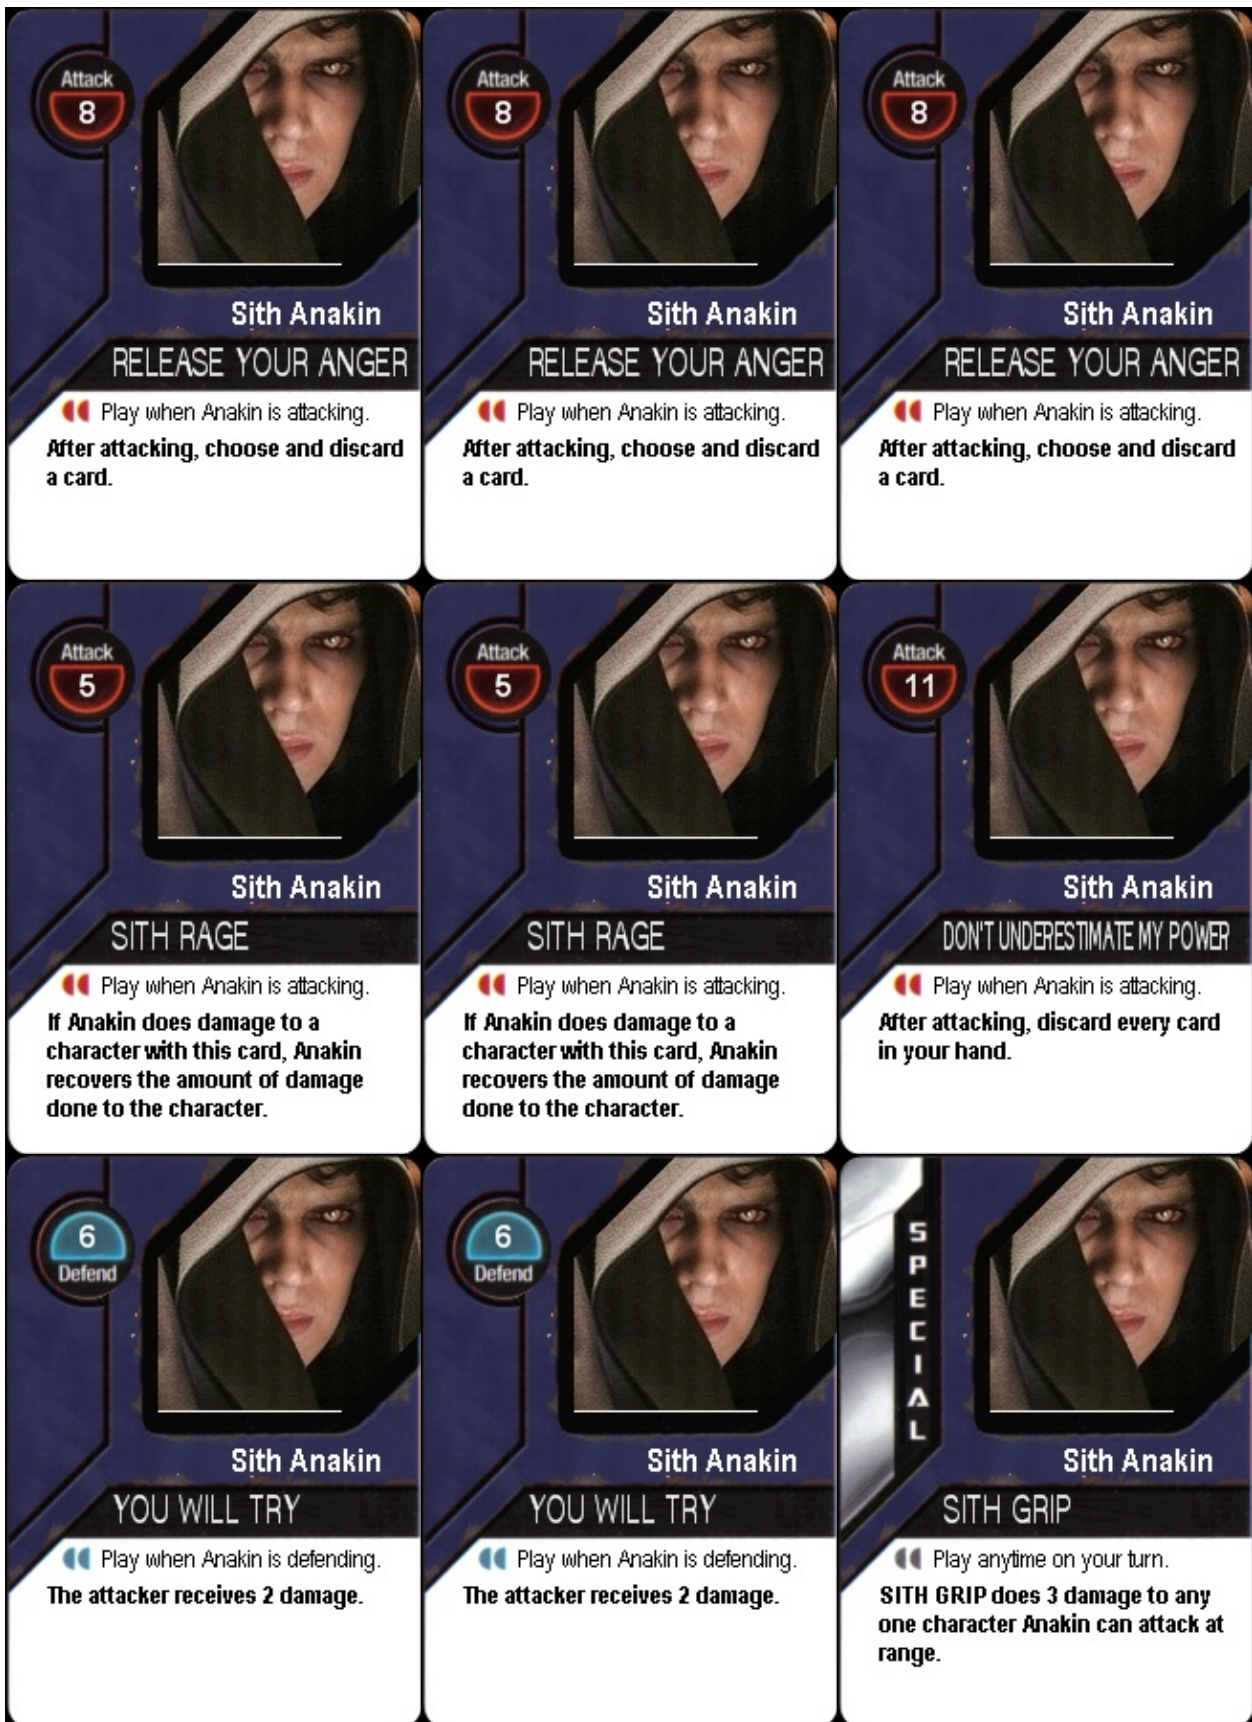 Attack
8
Sith Anakin
RELEASE YOUR ANGER
Play when Anakin is attacking.
After attacking, choose and discard
a card.
Attack
8
Sith Anakin
RELEASE YOUR ANGER
Play when Anakin is attacking.
After attacking, choose and discard
a card.
Attack
8
Sith Anakin
RELEASE YOUR ANGER
Play when Anakin is attacking.
After attacking, choose and discard
a card.
Attack
5
Sith Anakin
SITH RAGE
Play when Anakin is attacking.
If Anakin does damage to a
character with this card, Anakin
recovers the amount of damage
done to the character.
Attack
5
Sith Anakin
SITH RAGE
Play when Anakin is attacking.
If Anakin does damage to a
character with this card, Anakin
recovers the amount of damage
done to the character.
Attack
11
Sith Anakin
DON'T UNDERESTIMATE MY POWER
Play when Anakin is attacking.
After attacking, discard every card
in your hand.
6
Defend
Sith Anakin
YOU WILL TRY
Play when Anakin is defending.
The attacker receives 2 damage.
6
Defend
Sith Anakin
YOU WILL TRY
Play when Anakin is defending.
The attacker receives 2 damage.
SPECIAL
Sith Anakin
SITH GRIP
Play anytime on your turn.
SITH GRIP does 3 damage to any
one character Anakin can attack at
range.